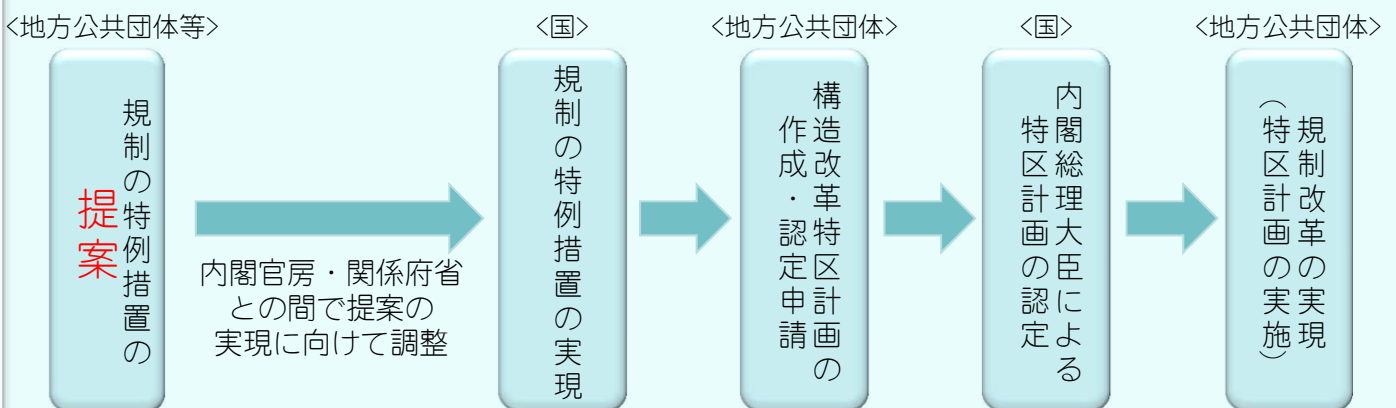 <地方公共団体等>
規制の特例措置の
提案
内閣官房・関係府省
との間で提案の
実現に向けて調整
<国>
規制の特例措置の実現
<地方公共団体>
構造改革特区計画の
作成・認定申請
<国>
内閣総理大臣による
特区計画の認定
<地方公共団体>
規制改革の実現
(特区計画の実施)